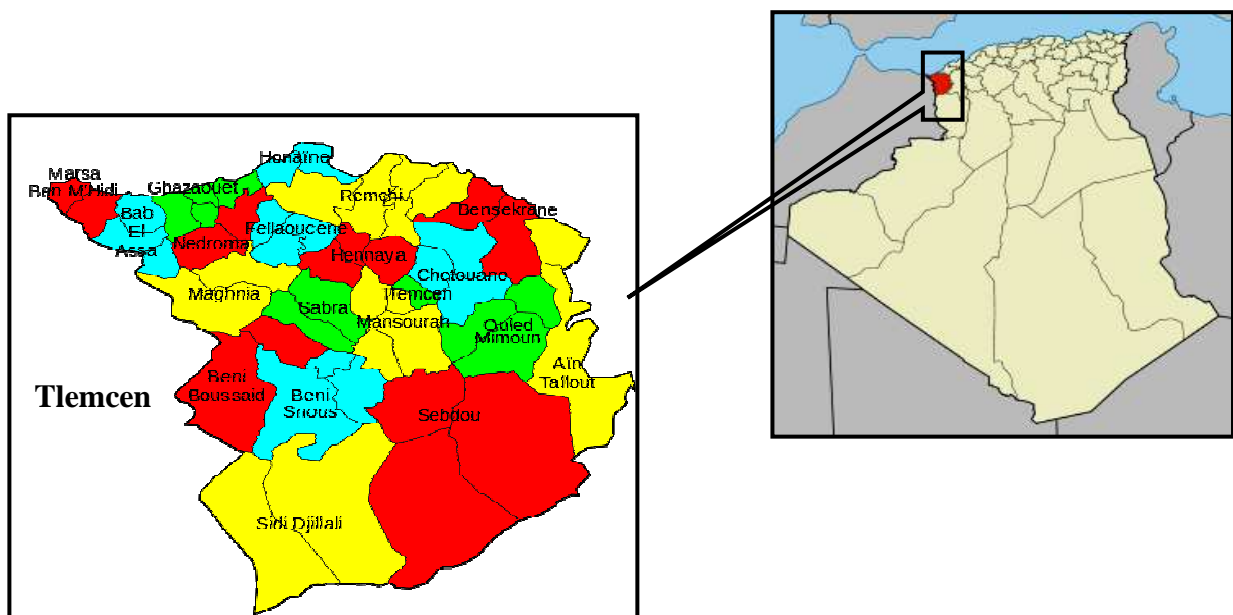 Honaïne
Marsa
Ben M'Hidi
Ghazaouet
Remchi
Bab
El
Assa
Fellaoucene
Bensekrane
Nedroma
Hennaya
Chetouane
Maghnia
Sabra
Tlemcen
Mansourah
Ouled
Mimoun
Aïn
Tallout
Beni
Boussaid
Tlemcen
Beni
Snous
Sebdou
Sidi Djillali